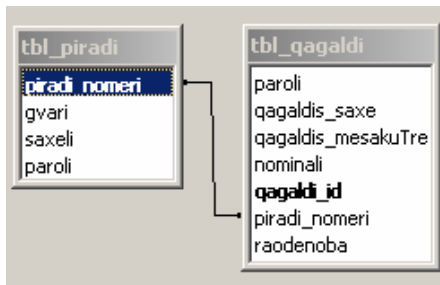 tbl_piradi
piradi_nomeri
gvari
saxeli
paroli
tbl_qagaldi
paroli
qagaldis_saxe
qagaldis_mesakuTre
nominali
qagaldi_id
piradi_nomeri
raodenoba